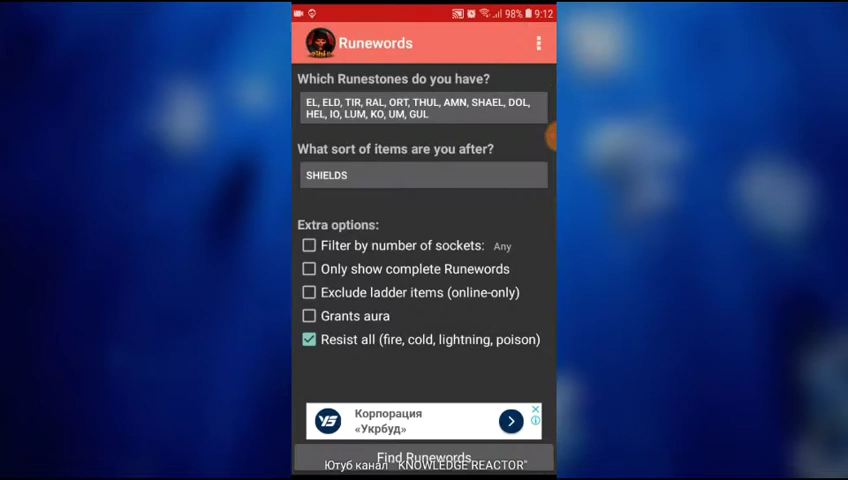 98% 9:12
Runewords
Which Runestones do you have?
EL, ELD, TIR, RAL, ORT, THUL, AMN, SHAEL, DOL,
HEL, IO, LUM, KO, UM, GUL
What sort of items are you after?
SHIELDS
Extra options:
Filter by number of sockets: Any
Only show complete Runewords
Exclude ladder items (online-only)
Grants aura
Resist all (fire, cold, lightning, poison)
Корпорация
«Укрбуд»
Find Runewords
Ютуб канал "KNOWLEDGE REACTOR"